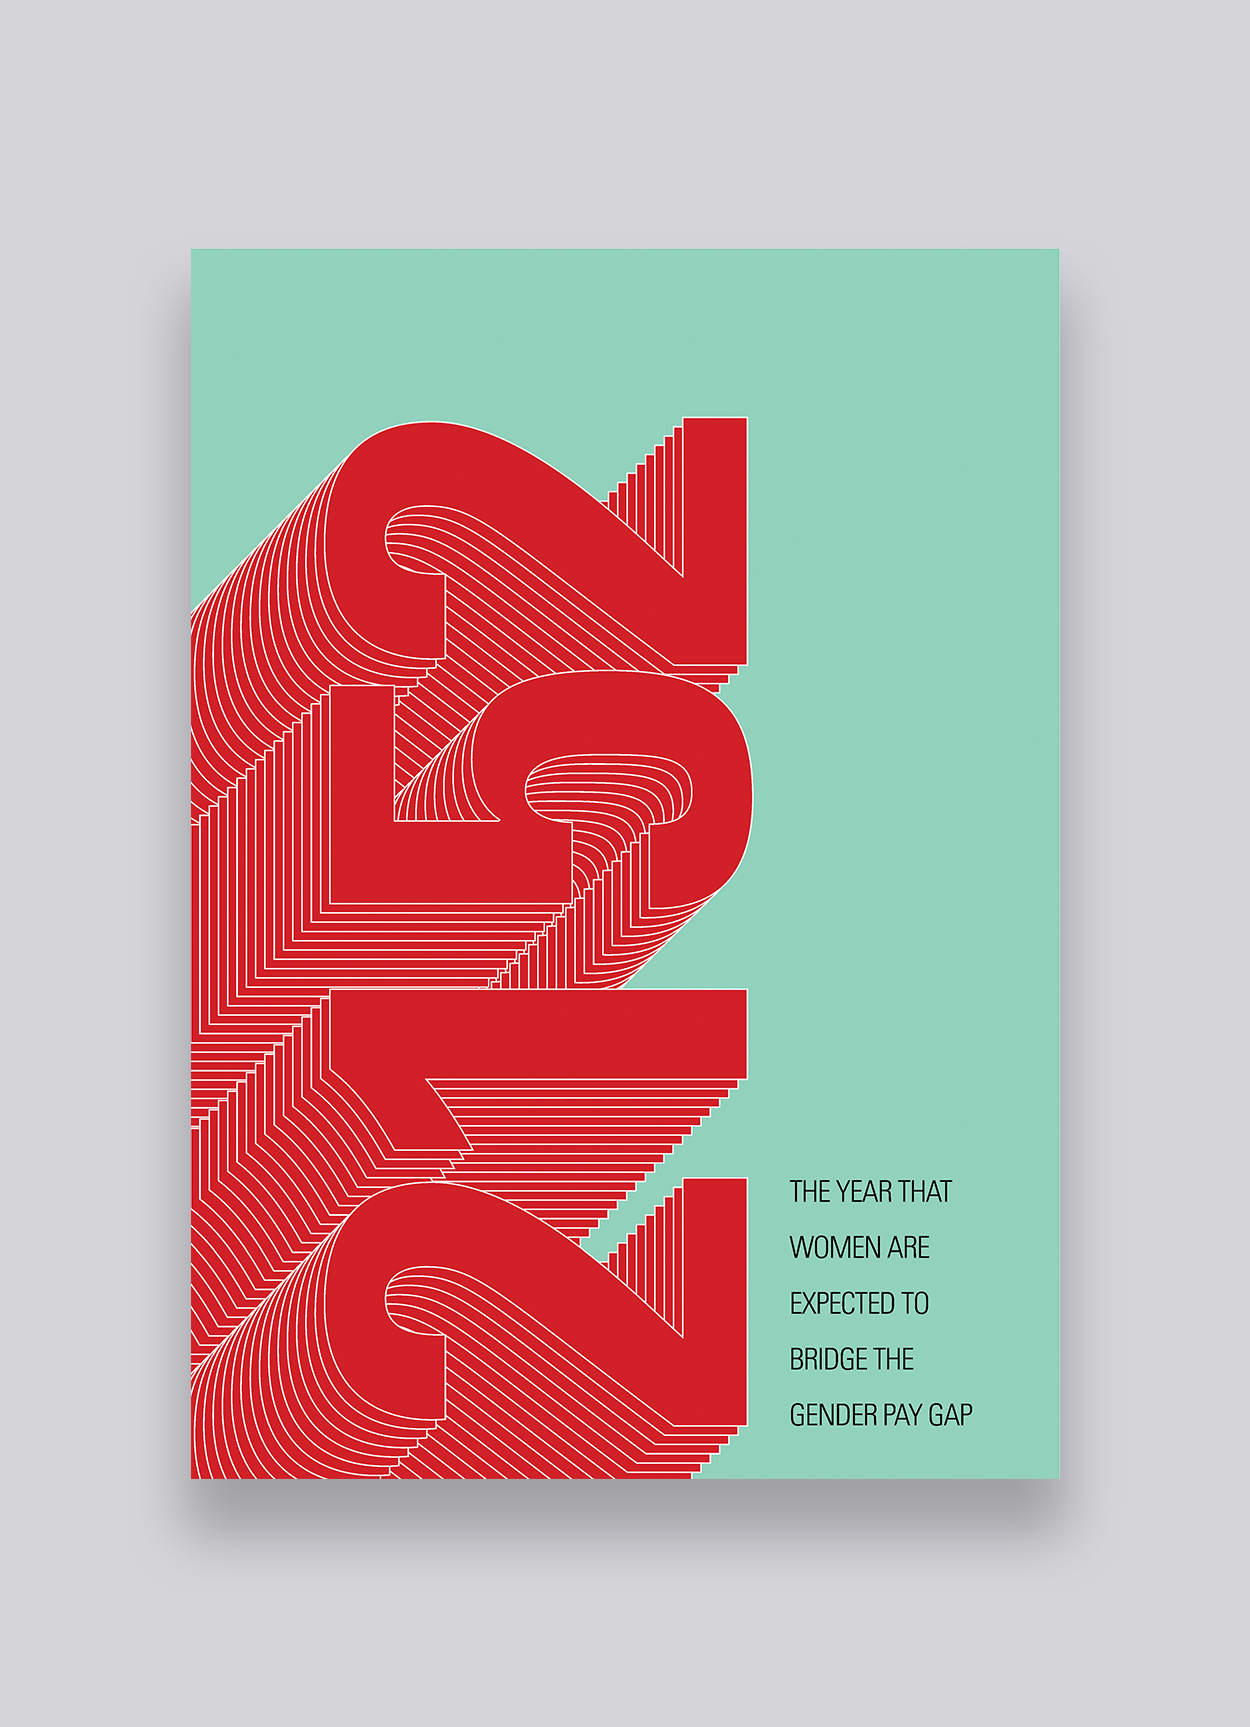 2152
THE YEAR THAT
WOMEN ARE
EXPECTED TO
BRIDGE THE
GENDER PAY GAP